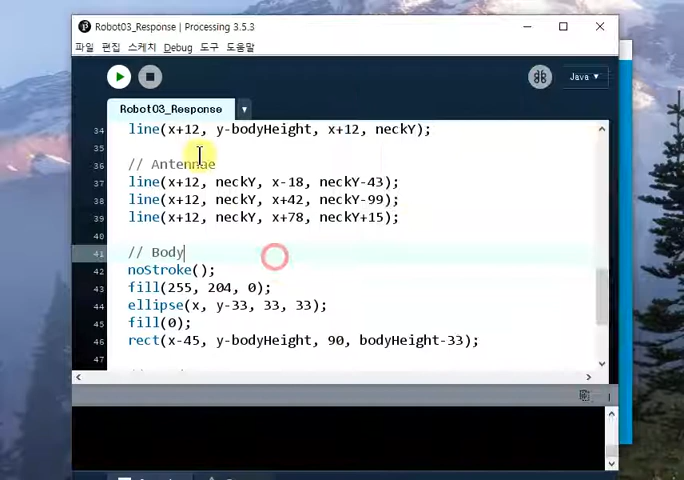 Robot03_Response | Processing 3.5.3
파일 편집 스케치 Debug 도구 도움말
Java
Robot03_Response
34 line(x+12, y-bodyHeight, x+12, neckY);
35
36 // Antennae
37 line(x+12, neckY, x-18, neckY-43);
38 line(x+12, neckY, x+42, neckY-99);
39 line(x+12, neckY, x+78, neckY+15);
40
41 // Body
42 noStroke();
43 fill(255, 204, 0);
44 ellipse(x, y-33, 33, 33);
45 fill(0);
46 rect(x-45, y-bodyHeight, 90, bodyHeight-33);
47